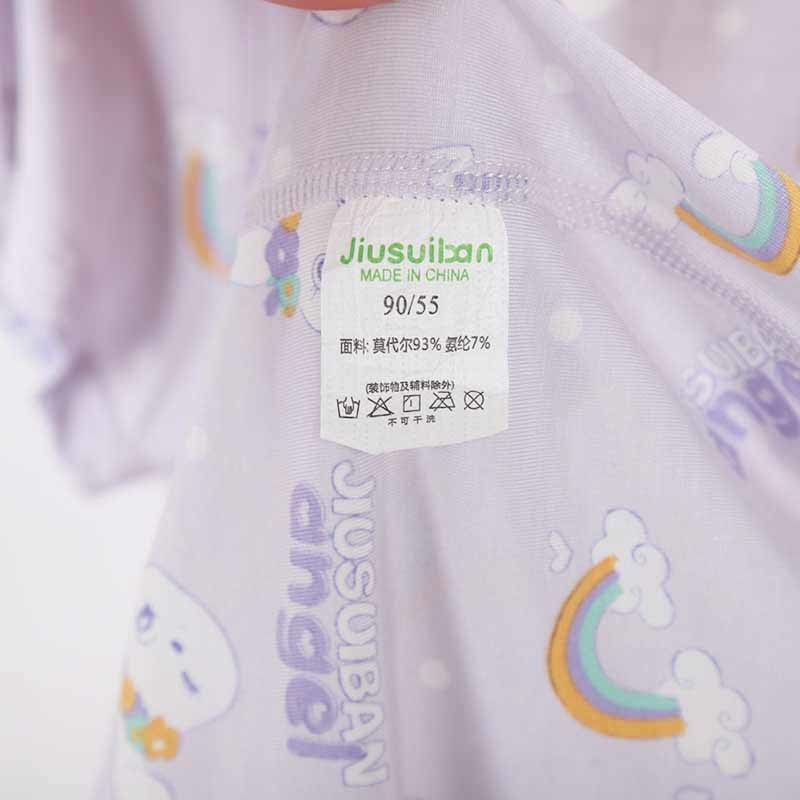 Jiusuiban
MADE IN CHINA
90/55
面料: 莫代尔93% 氨纶7%
(装饰物及辅料除外)
不可干洗
JIUSUIBAN
angel
SUIBAN
ange